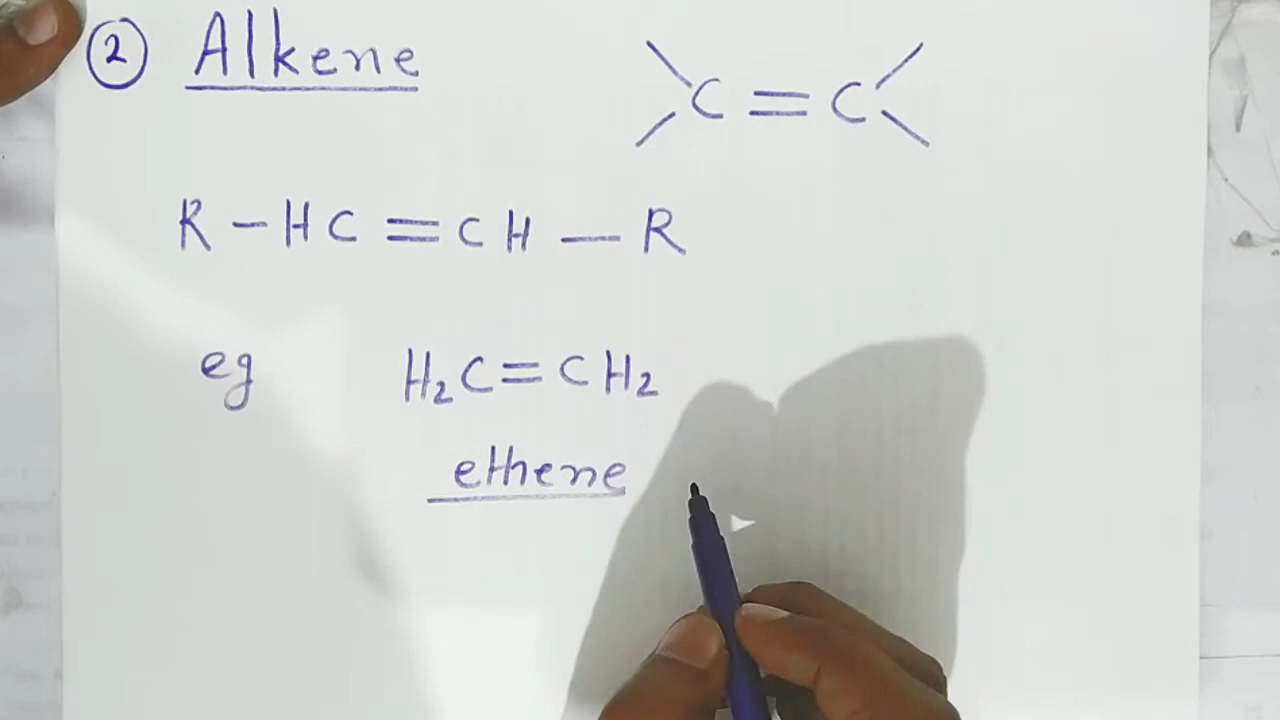 ② Alkene
C=C
R-HC=CH-R
eg H₂C=CH₂
ethene